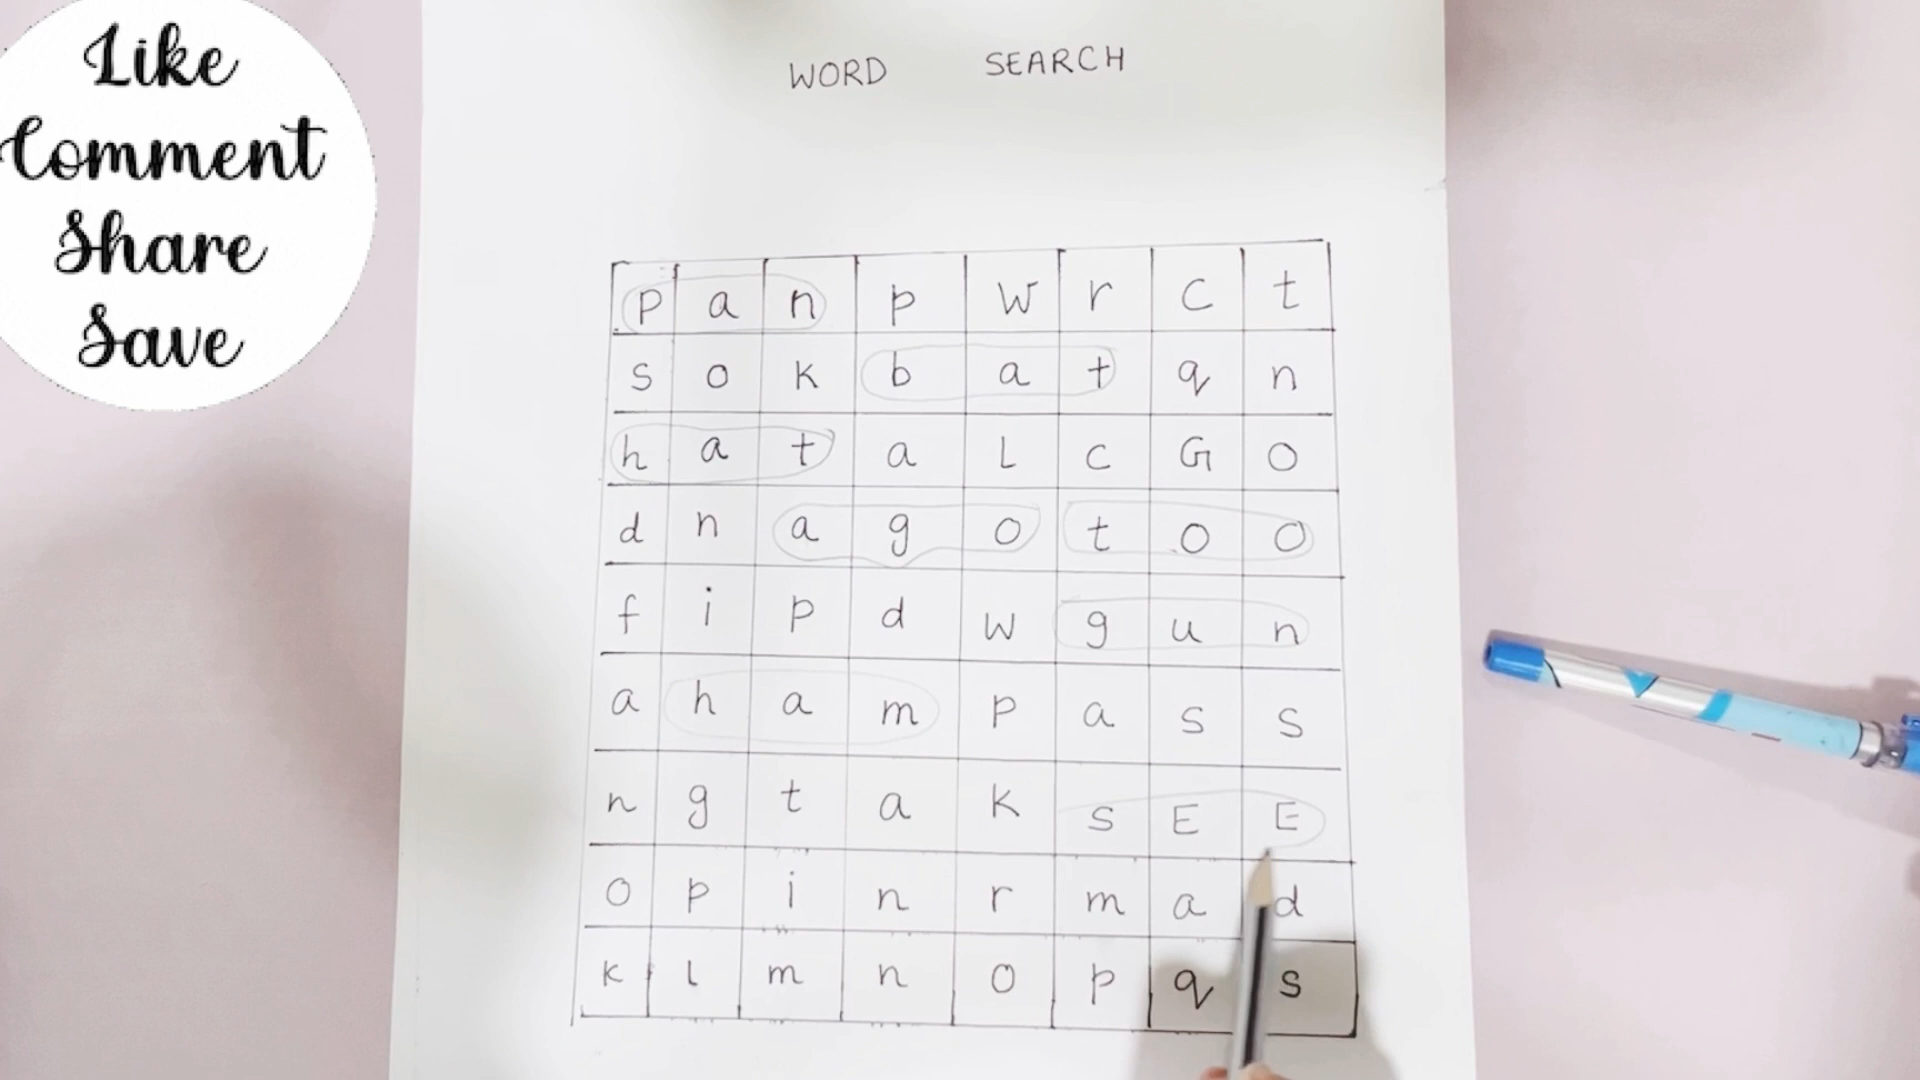 Like
Comment
Share
Save
WORD SEARCH
p a n p w r c t
s o k b a t q n
h a t a L c G o
d n a g o t o o
f i p d w g u n
a h a m p a s s
n g t a k s E E
o p i n r m a d
k l m n o p q s